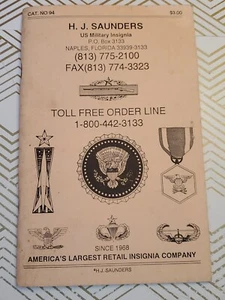 CAT. NO 94
$3.00
H. J. SAUNDERS
US Military Insignia
P.O. Box 3133
NAPLES, FLORIDA 33939-3133
(813) 775-2100
FAX(813) 774-3323
TOLL FREE ORDER LINE
1-800-442-3133
SINCE 1968
AMERICA'S LARGEST RETAIL INSIGNIA COMPANY
H.J. SAUNDERS